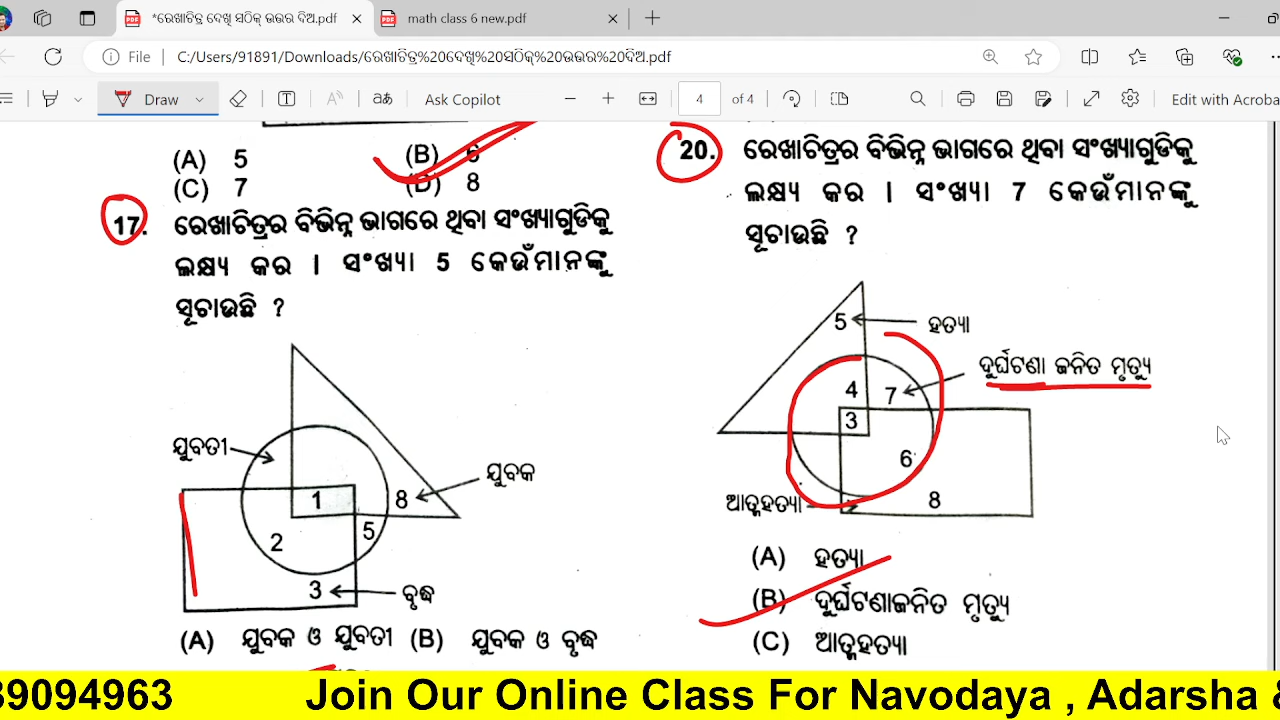 *ରେଖାଚିତ୍ର ଦେଖି ସଠିକ୍ ଉତ୍ତର ଦିଅ.pdf
math class 6 new.pdf
File
C:/Users/91891/Downloads/ରେଖାଚିତ୍ର%20ଦେଖି%20ସଠିକ୍%20ଉତ୍ତର%20ଦିଅ.pdf
Draw
Ask Copilot
4
of 4
Edit with Acroba
(A) 5
(B) 6
(C) 7
(D) 8
17. ରେଖାଚିତ୍ରର ବିଭିନ୍ନ ଭାଗରେ ଥିବା ସଂଖ୍ୟାଗୁଡିକୁ
ଲକ୍ଷ୍ୟ କର । ସଂଖ୍ୟା 5 କେଉଁମାନଙ୍କୁ
ସୂଚାଉଛି ?
ଯୁବତୀ
ଯୁବକ
1
8
2
5
3
ବୃଦ୍ଧ
(A) ଯୁବକ ଓ ଯୁବତୀ (B) ଯୁବକ ଓ ବୃଦ୍ଧ
20. ରେଖାଚିତ୍ରର ବିଭିନ୍ନ ଭାଗରେ ଥିବା ସଂଖ୍ୟାଗୁଡିକୁ
ଲକ୍ଷ୍ୟ କର । ସଂଖ୍ୟା 7 କେଉଁମାନଙ୍କୁ
ସୂଚାଉଛି ?
5
ହତ୍ୟା
ଦୁର୍ଘଟଣା ଜନିତ ମୃତ୍ୟୁ
4
7
3
6
ଆତ୍ମହତ୍ୟା
8
(A) ହତ୍ୟା
(B) ଦୁର୍ଘଟଣାଜନିତ ମୃତ୍ୟୁ
(C) ଆତ୍ମହତ୍ୟା
39094963 Join Our Online Class For Navodaya , Adarsha &